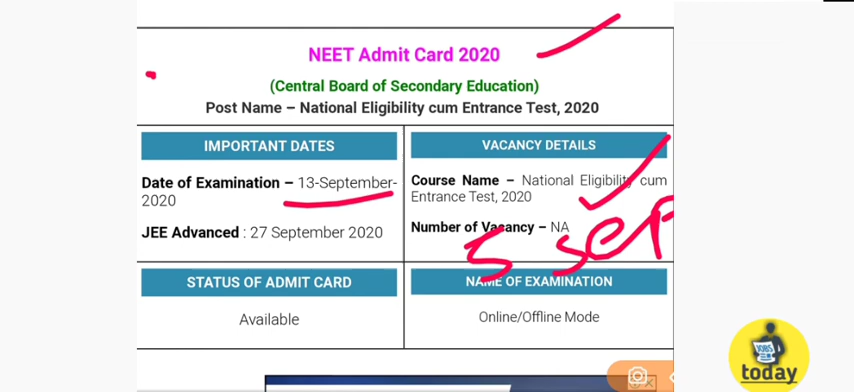 NEET Admit Card 2020
(Central Board of Secondary Education)
Post Name – National Eligibility cum Entrance Test, 2020
IMPORTANT DATES
Date of Examination – 13-September-
2020
JEE Advanced : 27 September 2020
VACANCY DETAILS
Course Name – National Eligibility cum
Entrance Test, 2020
Number of Vacancy – NA
5 sep
STATUS OF ADMIT CARD
Available
NAME OF EXAMINATION
Online/Offline Mode
JOBS
today